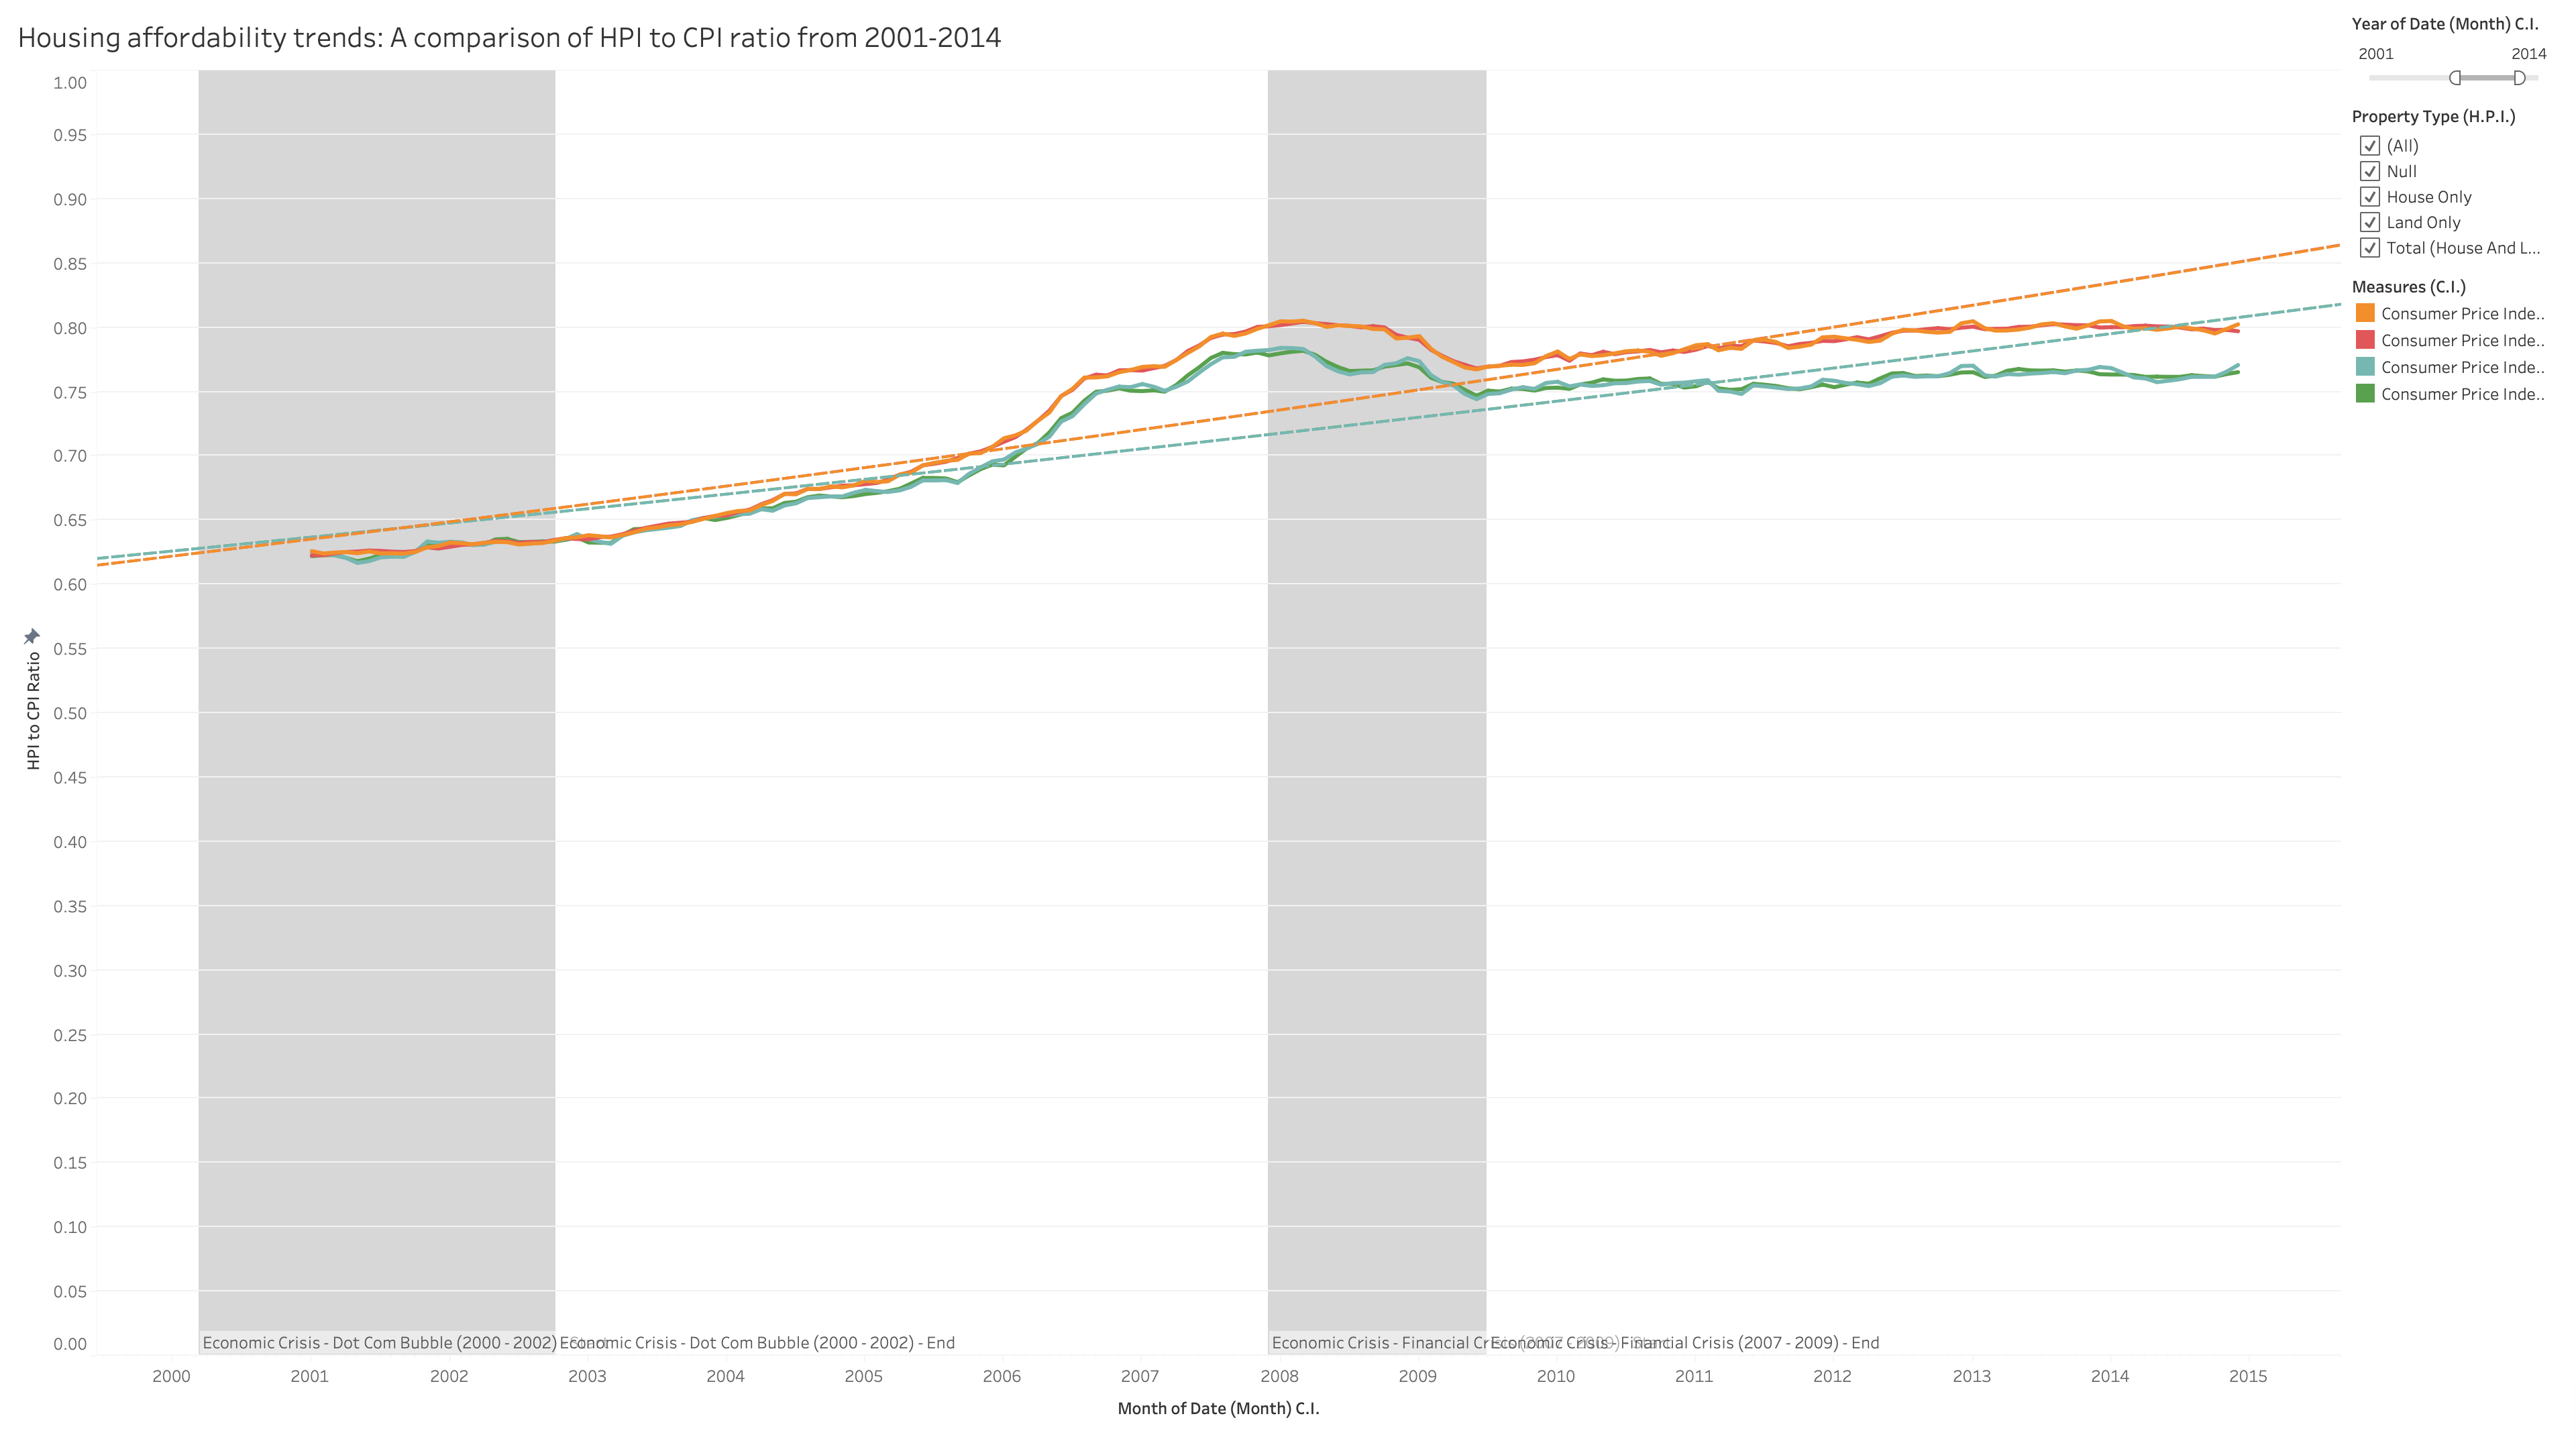 Housing affordability trends: A comparison of HPI to CPI ratio from 2001-2014
Year of Date (Month) C.I.
2001 2014
Property Type (H.P.I.)
(All)
Null
House Only
Land Only
Total (House And L...
Measures (C.I.)
Consumer Price Inde..
Consumer Price Inde..
Consumer Price Inde..
Consumer Price Inde..
1.00
0.95
0.90
0.85
0.80
0.75
0.70
0.65
0.60
0.55
0.50
0.45
0.40
0.35
0.30
0.25
0.20
0.15
0.10
0.05
0.00
HPI to CPI Ratio
Economic Crisis - Dot Com Bubble (2000 - 2002) - Start
Economic Crisis - Dot Com Bubble (2000 - 2002) - End
Economic Crisis - Financial Crisis (2007 - 2009) - Start
Economic Crisis - Financial Crisis (2007 - 2009) - End
2000 2001 2002 2003 2004 2005 2006 2007 2008 2009 2010 2011 2012 2013 2014 2015
Month of Date (Month) C.I.